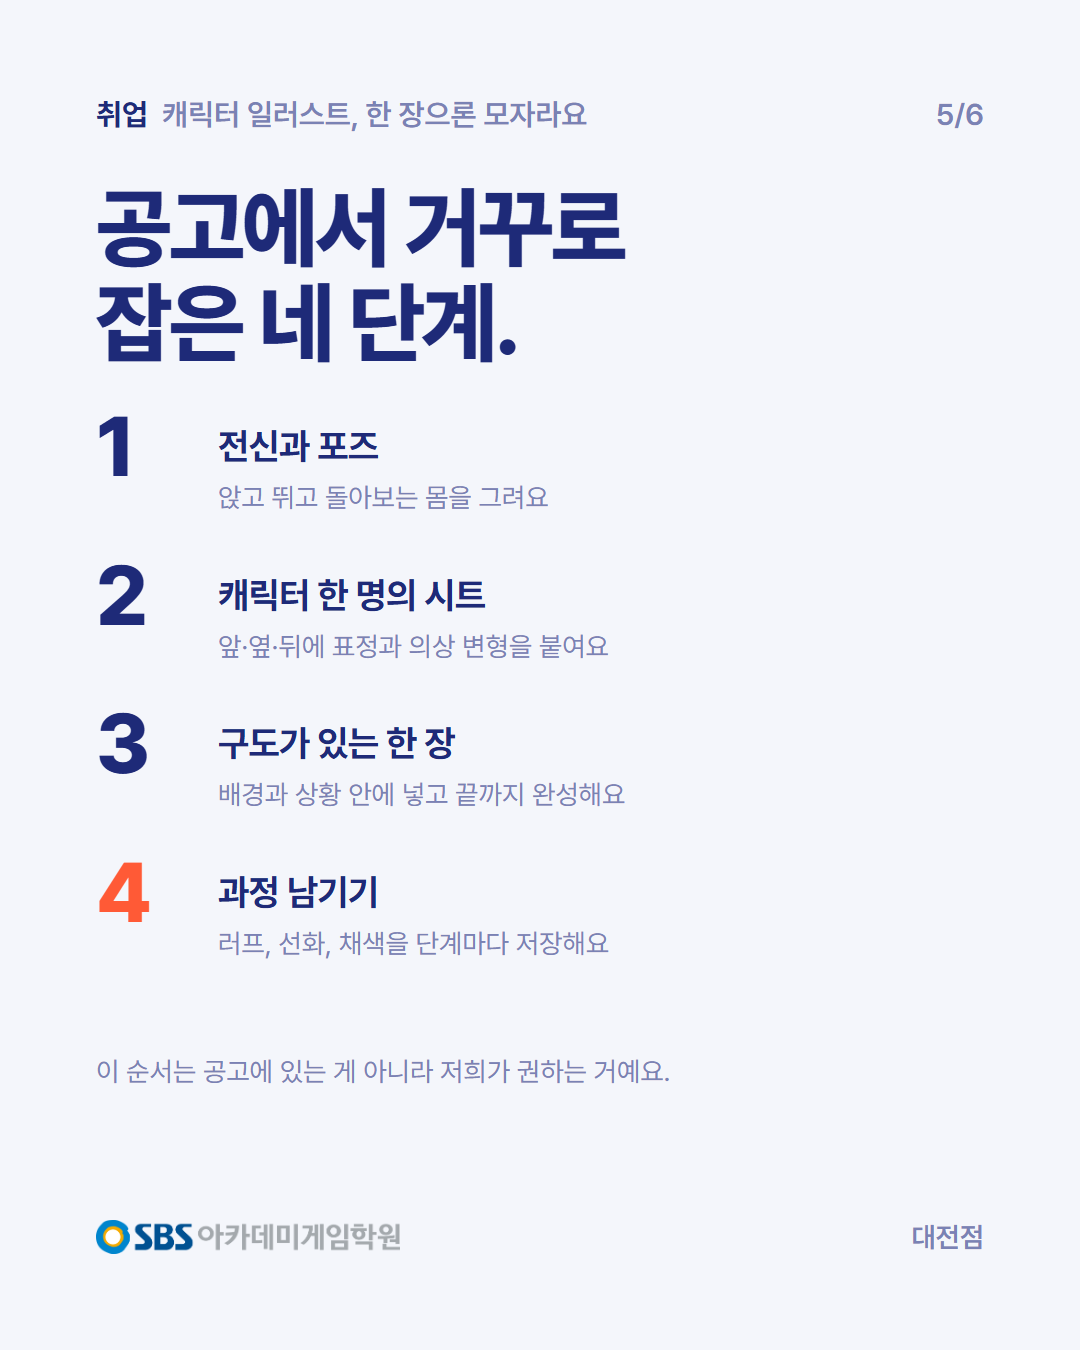 취업 캐릭터 일러스트, 한 장으론 모자라요
5/6
공고에서 거꾸로
잡은 네 단계.
1
전신과 포즈
앉고 뛰고 돌아보는 몸을 그려요
2
캐릭터 한 명의 시트
앞·옆·뒤에 표정과 의상 변형을 붙여요
3
구도가 있는 한 장
배경과 상황 안에 넣고 끝까지 완성해요
4
과정 남기기
러프, 선화, 채색을 단계마다 저장해요
이 순서는 공고에 있는 게 아니라 저희가 권하는 거예요.
SBS 아카데미게임학원
대전점